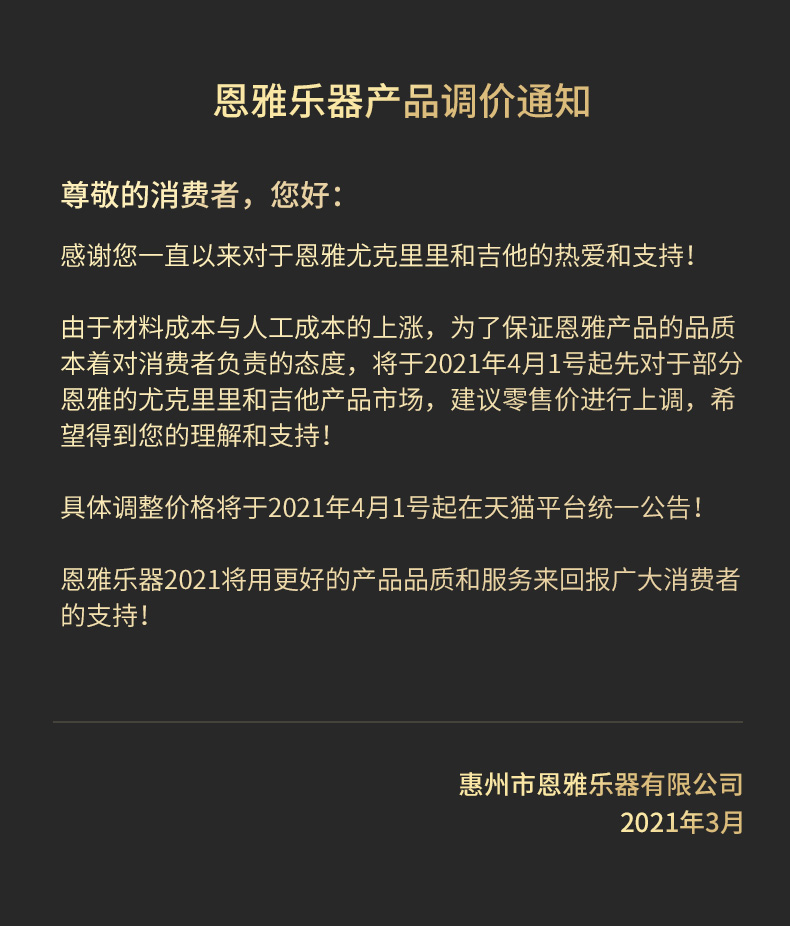 恩雅乐器产品调价通知
尊敬的消费者，您好：
感谢您一直以来对于恩雅尤克里里和吉他的热爱和支持！
由于材料成本与人工成本的上涨，为了保证恩雅产品的品质
本着对消费者负责的态度，将于2021年4月1号起先对于部分
恩雅的尤克里里和吉他产品市场，建议零售价进行上调，希
望得到您的理解和支持！
具体调整价格将于2021年4月1号起在天猫平台统一公告！
恩雅乐器2021将用更好的产品品质和服务来回报广大消费者
的支持！
惠州市恩雅乐器有限公司
2021年3月